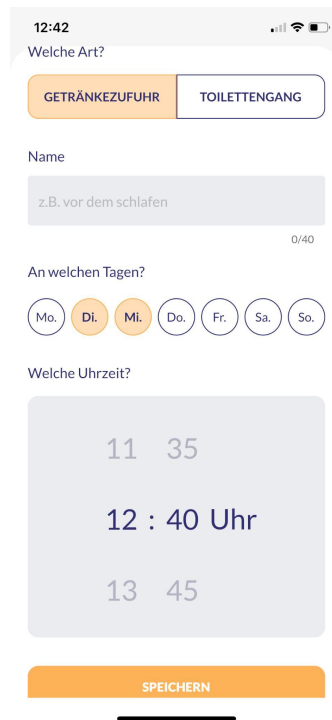 12:42
Welche Art?
GETRÄNKEZUFUHR TOILETTENGANG
Name
z.B. vor dem schlafen
0/40
An welchen Tagen?
Mo. Di. Mi. Do. Fr. Sa. So.
Welche Uhrzeit?
11 35
12 : 40 Uhr
13 45
SPEICHERN